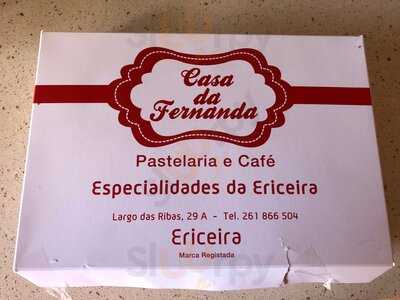 Casa
da
Fernanda
Pastelaria e Café
Especialidades da Ericeira
Largo das Ribas, 29 A - Tel. 261 866 504
Ericeira
Marca Registada